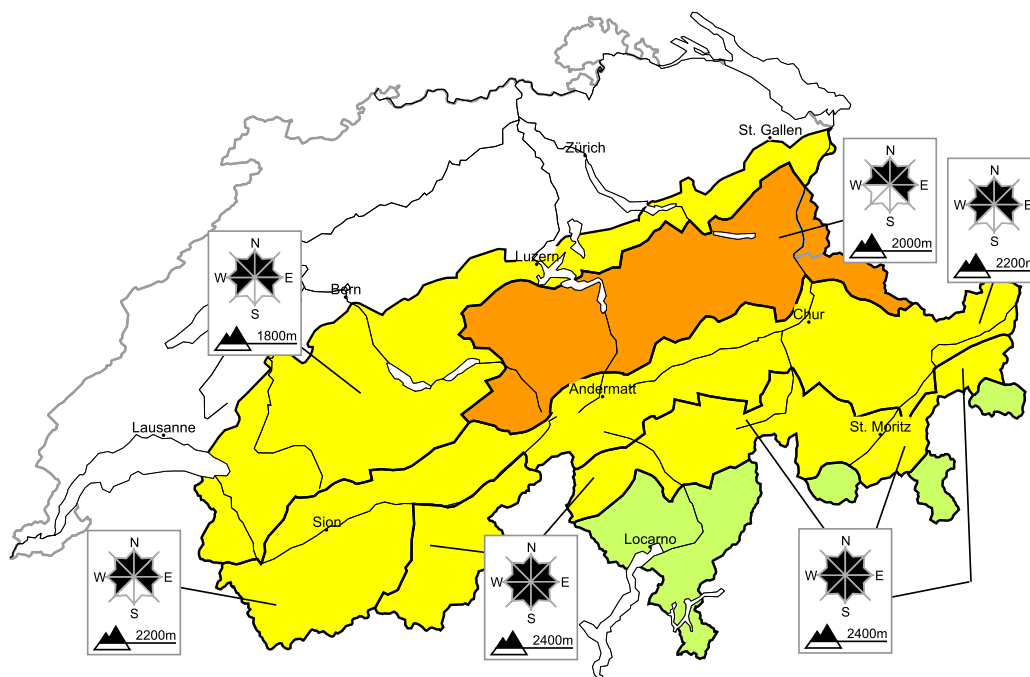 St. Gallen
Zürich
N
W E
S
2000m
N
W E
S
2200m
N
W E
S
1800m
Luzern
Bern
Chur
Andermatt
Lausanne
St. Moritz
Sion
Locarno
N
W E
S
2200m
N
W E
S
2400m
N
W E
S
2400m